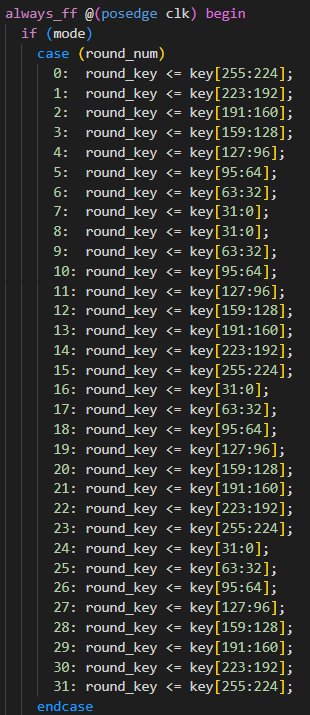 always_ff @(posedge clk) begin
if (mode)
case (round_num)
0: round_key <= key[255:224];
1: round_key <= key[223:192];
2: round_key <= key[191:160];
3: round_key <= key[159:128];
4: round_key <= key[127:96];
5: round_key <= key[95:64];
6: round_key <= key[63:32];
7: round_key <= key[31:0];
8: round_key <= key[31:0];
9: round_key <= key[63:32];
10: round_key <= key[95:64];
11: round_key <= key[127:96];
12: round_key <= key[159:128];
13: round_key <= key[191:160];
14: round_key <= key[223:192];
15: round_key <= key[255:224];
16: round_key <= key[31:0];
17: round_key <= key[63:32];
18: round_key <= key[95:64];
19: round_key <= key[127:96];
20: round_key <= key[159:128];
21: round_key <= key[191:160];
22: round_key <= key[223:192];
23: round_key <= key[255:224];
24: round_key <= key[31:0];
25: round_key <= key[63:32];
26: round_key <= key[95:64];
27: round_key <= key[127:96];
28: round_key <= key[159:128];
29: round_key <= key[191:160];
30: round_key <= key[223:192];
31: round_key <= key[255:224];
endcase